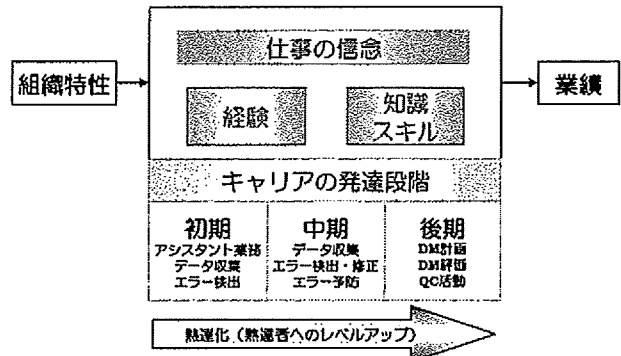 仕事の信念
組織特性
業績
経験
知識
スキル
キャリアの発達段階
初期
アシスタント業務
データ収集
エラー検出
中期
データ収集
エラー検出・修正
エラー予防
後期
DM計画
DM評価
QC活動
熟達化（熟達者へのレベルアップ）